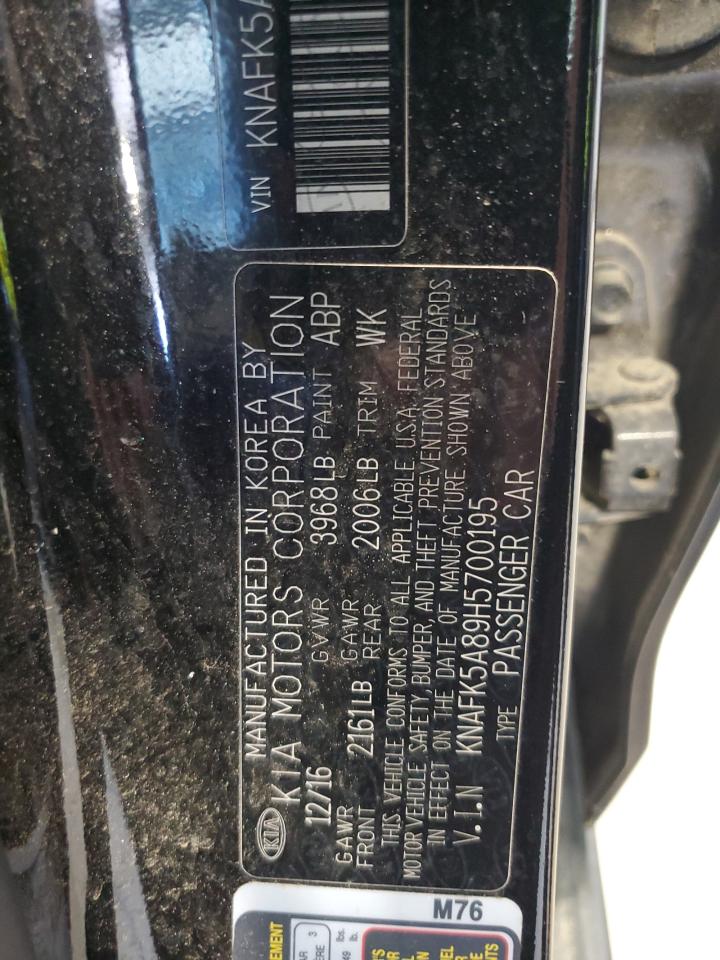 VIN KNAFK5A
KIA
MANUFACTURED IN KOREA BY
KIA MOTORS CORPORATION
12/16 GVWR 3968LB PAINT ABP
GAWR FRONT 2161LB GAWR REAR 2006LB TRIM WK
THIS VEHICLE CONFORMS TO ALL APPLICABLE U.S.A. FEDERAL
MOTOR VEHICLE SAFETY, BUMPER, AND THEFT PREVENTION STANDARDS
IN EFFECT ON THE DATE OF MANUFACTURE SHOWN ABOVE
V.I.N KNAFK5A89H5700195
TYPE PASSENGER CAR
M76